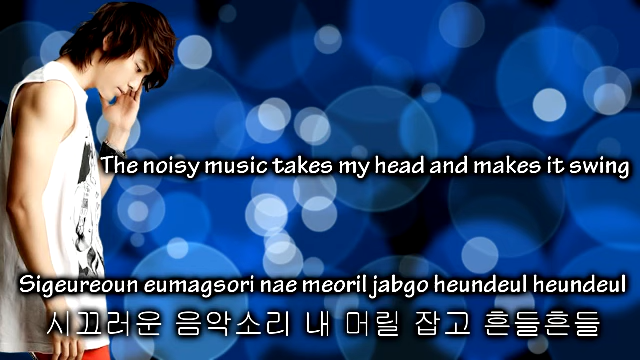 The noisy music takes my head and makes it swing
Sigeureoun eumagsori nae meoril jabgo heundeul heundeul
시끄러운 음악소리 내 머릴 잡고 흔들흔들